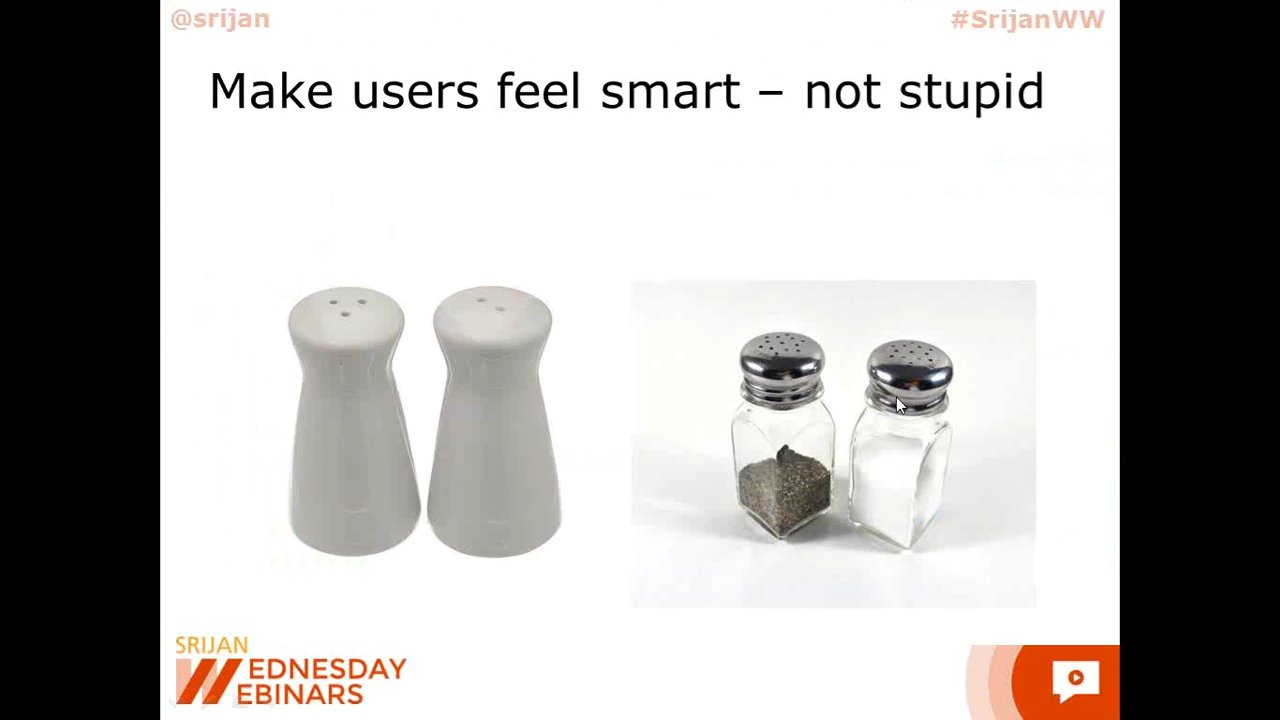 @srijan
#SrijanWW
Make users feel smart – not stupid
SRIJAN
WEDNESDAY
WEBINARS